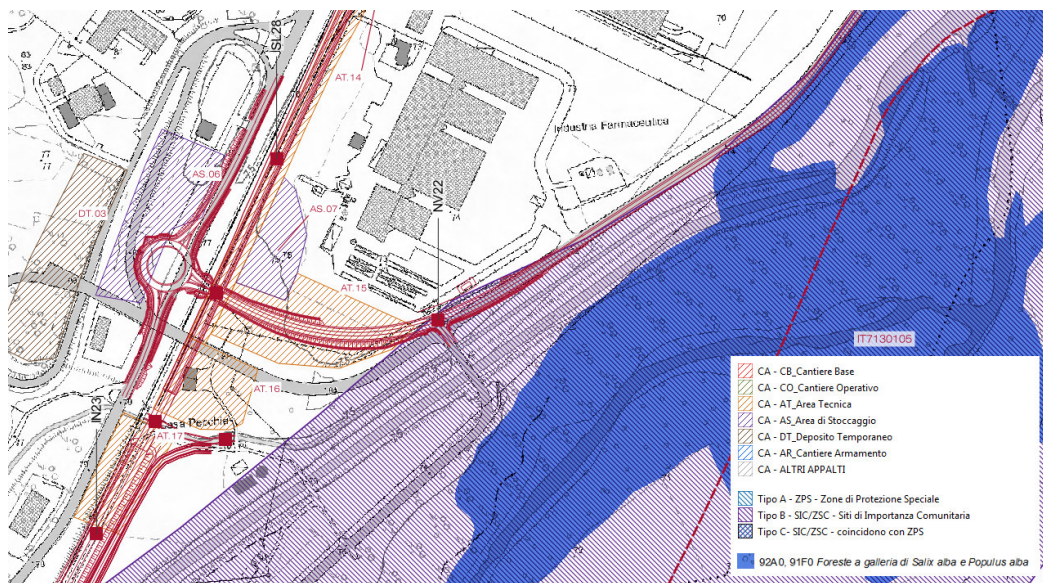 SL28
AT.14
Industria Farmaceutica
AS.06
DT.03
AS.07
NV22
AT.15
IT7130105
AT.16
IN23
Casa Pecchia
AT.17
CA - CB_Cantiere Base
CA - CO_Cantiere Operativo
CA - AT_Area Tecnica
CA - AS_Area di Stoccaggio
CA - DT_Deposito Temporaneo
CA - AR_Cantiere Armamento
CA - ALTRI APPALTI
Tipo A - ZPS - Zone di Protezione Speciale
Tipo B - SIC/ZSC - Siti di Importanza Comunitaria
Tipo C - SIC/ZSC - coincidono con ZPS
92A0, 91F0 Foreste a galleria di Salix alba e Populus alba